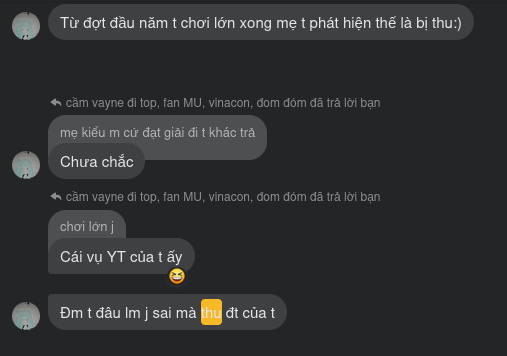 Từ đợt đầu năm t chơi lớn xong mẹ t phát hiện thế là bị thu:)
cầm vayne đi top, fan MU, vinacon, đom đóm đã trả lời bạn
mẹ kiểu m cứ đạt giải đi t khác trả
Chưa chắc
cầm vayne đi top, fan MU, vinacon, đom đóm đã trả lời bạn
chơi lớn j
Cái vụ YT của t ấy
Đm t đâu lm j sai mà thu đt của t